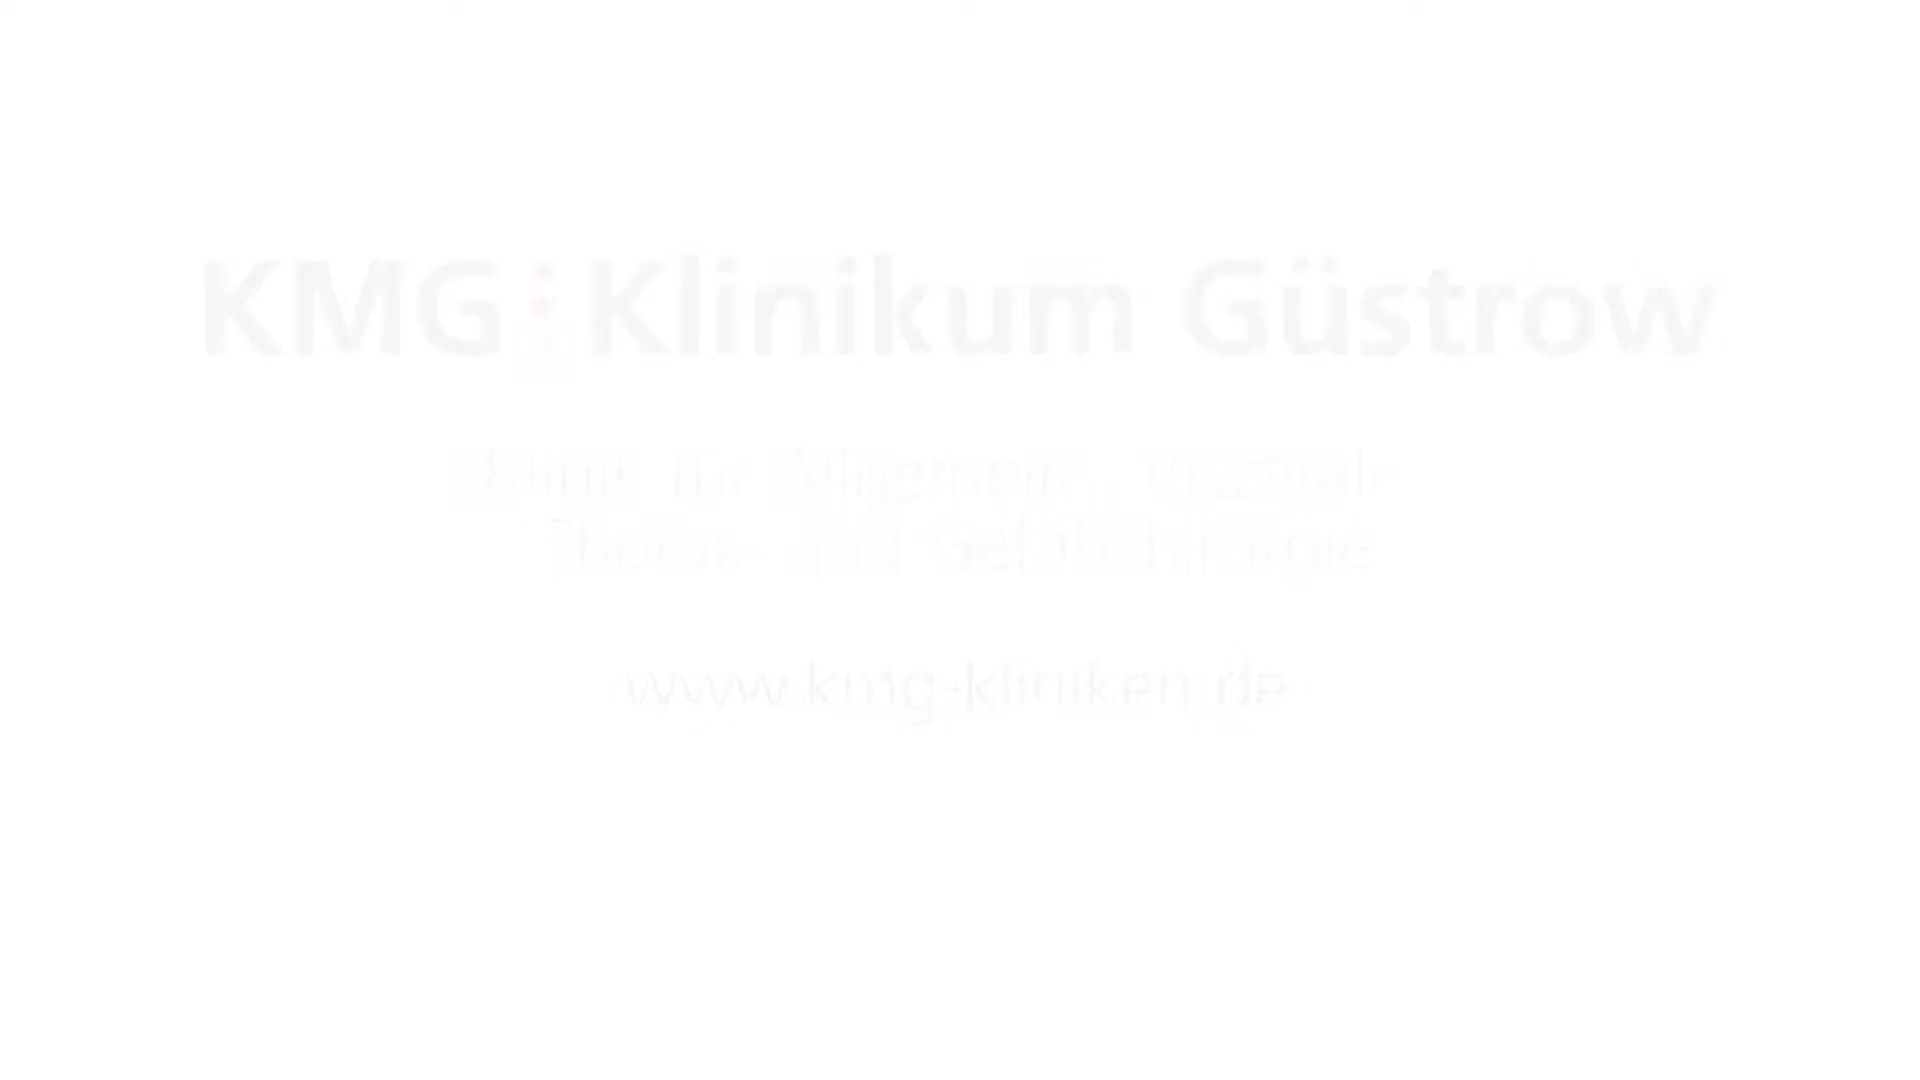 KMG Klinikum Güstrow
Klinik für Allgemein-, Viszeral-
Thorax- und Gefäßchirurgie
www.kmg-kliniken.de